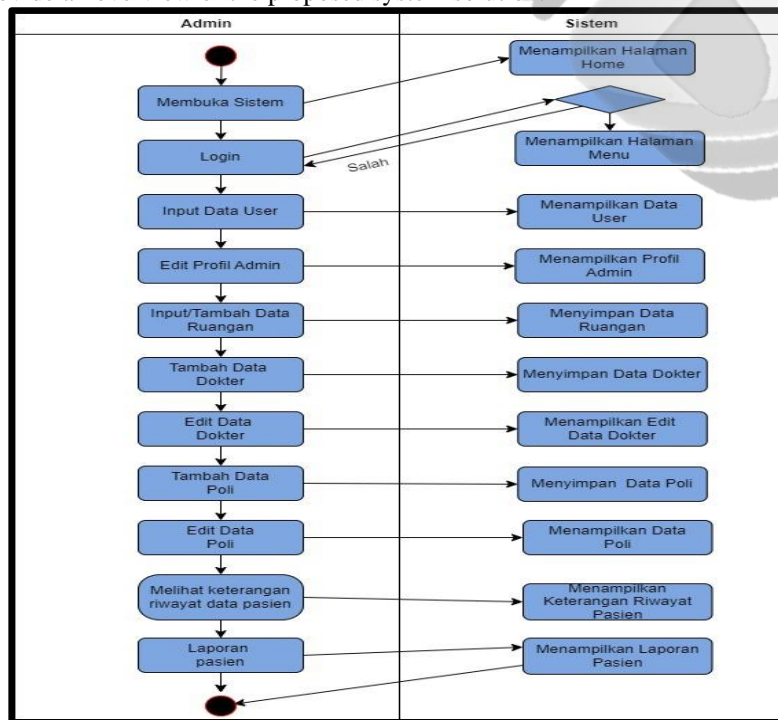 Admin
Sistem
Menampilkan Halaman
Home
Membuka Sistem
Login
Salah
Menampilkan Halaman
Menu
Input Data User
Menampilkan Data
User
Edit Profil Admin
Menampilkan Profil
Admin
Input/Tambah Data
Ruangan
Menyimpan Data
Ruangan
Tambah Data
Dokter
Menyimpan Data Dokter
Edit Data
Dokter
Menampilkan Edit
Data Dokter
Tambah Data
Poli
Menyimpan Data Poli
Edit Data
Poli
Menampilkan Data
Poli
Melihat keterangan
riwayat data pasien
Menampilkan
Keterangan Riwayat
Pasien
Laporan
pasien
Menampilkan Laporan
Pasien